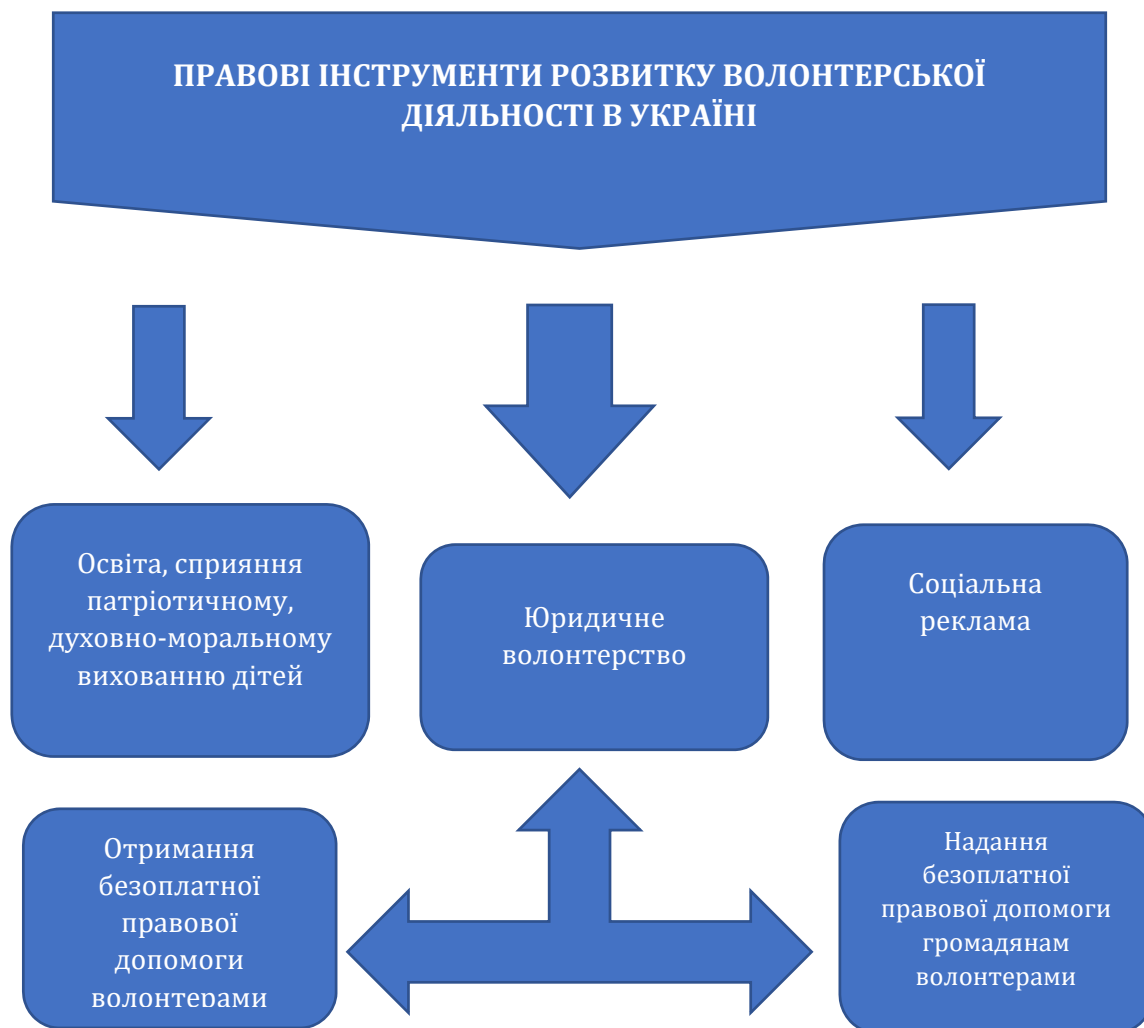 ПРАВОВІ ІНСТРУМЕНТИ РОЗВИТКУ ВОЛОНТЕРСЬКОЇ
ДІЯЛЬНОСТІ В УКРАЇНІ
Освіта, сприяння
патріотичному,
духовно-моральному
вихованню дітей
Юридичне
волонтерство
Соціальна
реклама
Отримання
безоплатної
правової
допомоги
волонтерами
Надання
безоплатної
правової допомоги
громадянам
волонтерами